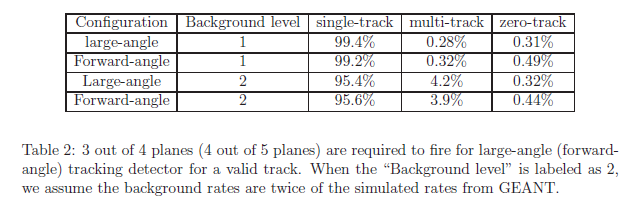 Configuration Background level single-track multi-track zero-track
large-angle 1 99.4% 0.28% 0.31%
Forward-angle 1 99.2% 0.32% 0.49%
Large-angle 2 95.4% 4.2% 0.32%
Forward-angle 2 95.6% 3.9% 0.44%
Table 2: 3 out of 4 planes (4 out of 5 planes) are required to fire for large-angle (forward-
angle) tracking detector for a valid track. When the “Background level” is labeled as 2,
we assume the background rates are twice of the simulated rates from GEANT.